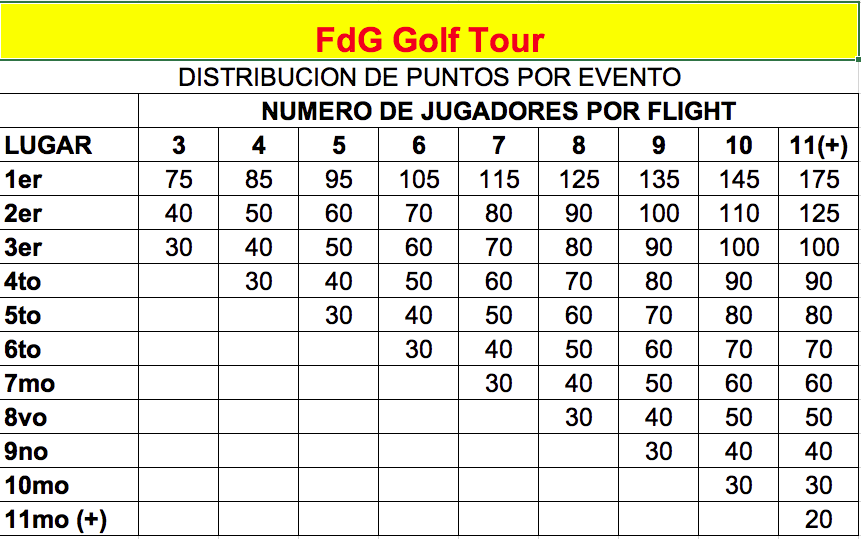 FdG Golf Tour
DISTRIBUCION DE PUNTOS POR EVENTO
NUMERO DE JUGADORES POR FLIGHT
LUGAR 3 4 5 6 7 8 9 10 11(+)
1er 75 85 95 105 115 125 135 145 175
2er 40 50 60 70 80 90 100 110 125
3er 30 40 50 60 70 80 90 100 100
4to 30 40 50 60 70 80 90 90
5to 30 40 50 60 70 80 80
6to 30 40 50 60 70 70
7mo 30 40 50 60 60
8vo 30 40 50 50
9no 30 40 40
10mo 30 30
11mo (+) 20